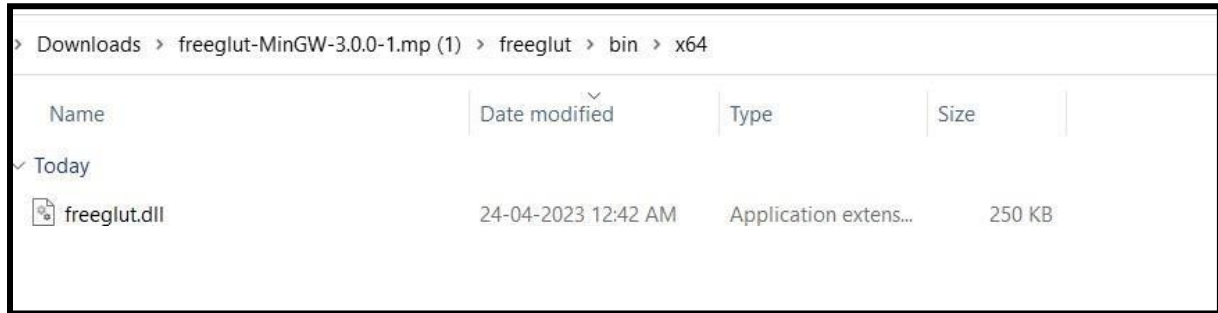 Downloads > freeglut-MinGW-3.0.0-1.mp (1) > freeglut > bin > x64
Name Date modified Type Size
Today
freeglut.dll 24-04-2023 12:42 AM Application extens... 250 KB